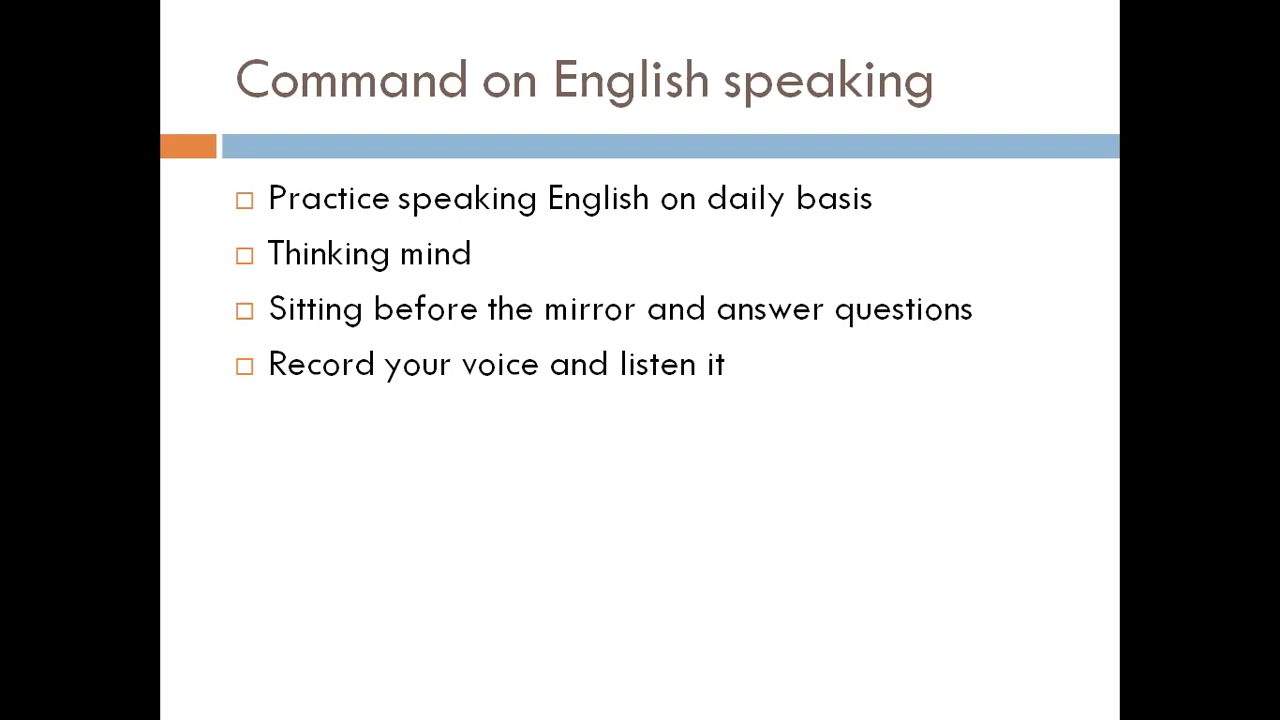 Command on English speaking
Practice speaking English on daily basis
Thinking mind
Sitting before the mirror and answer questions
Record your voice and listen it